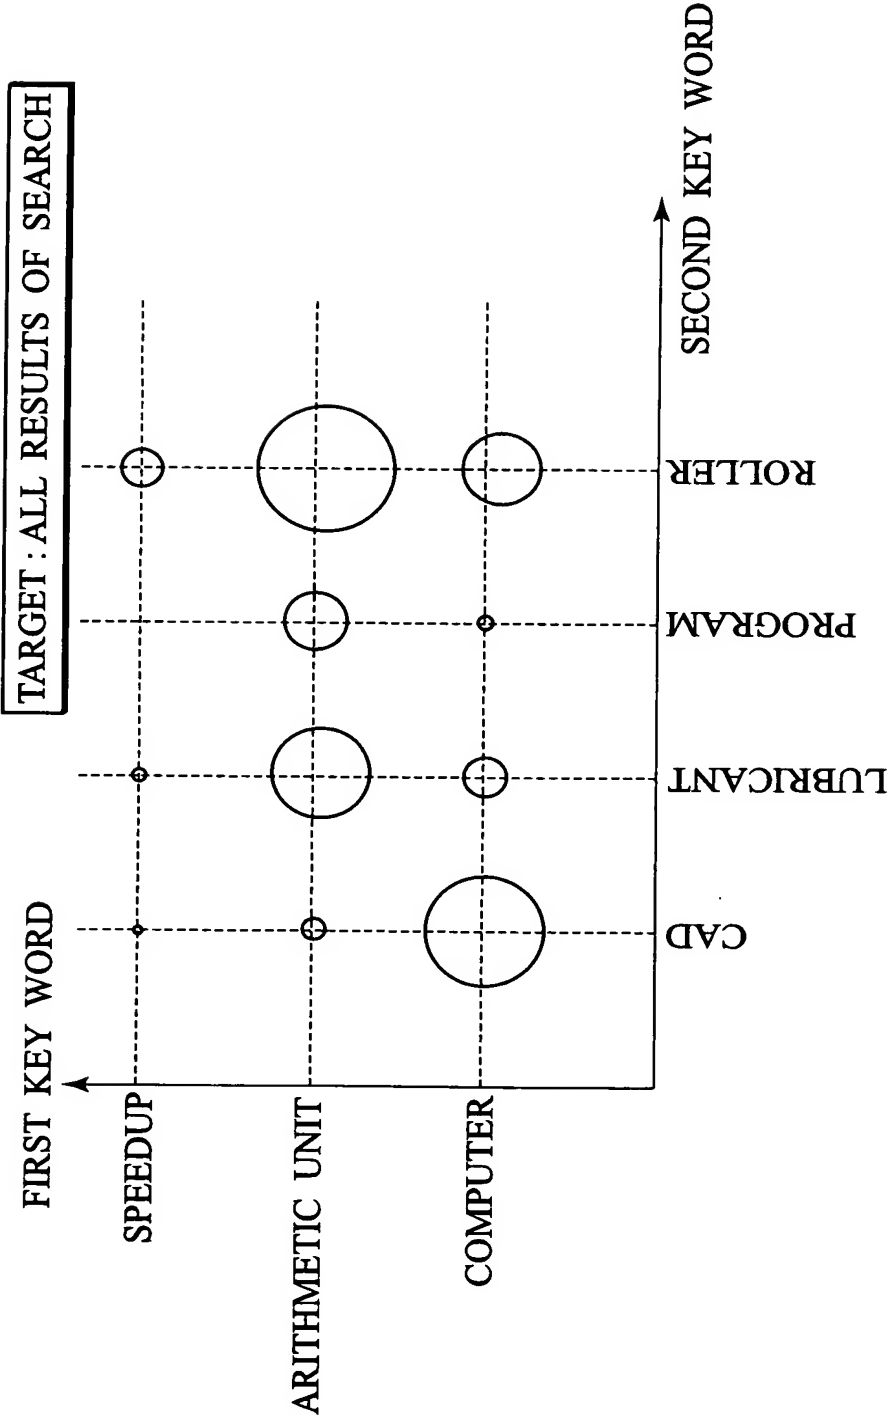 TARGET : ALL RESULTS OF SEARCH
FIRST KEY WORD
SPEEDUP
ARITHMETIC UNIT
COMPUTER
CAD
LUBRICANT
PROGRAM
ROLLER
SECOND KEY WORD